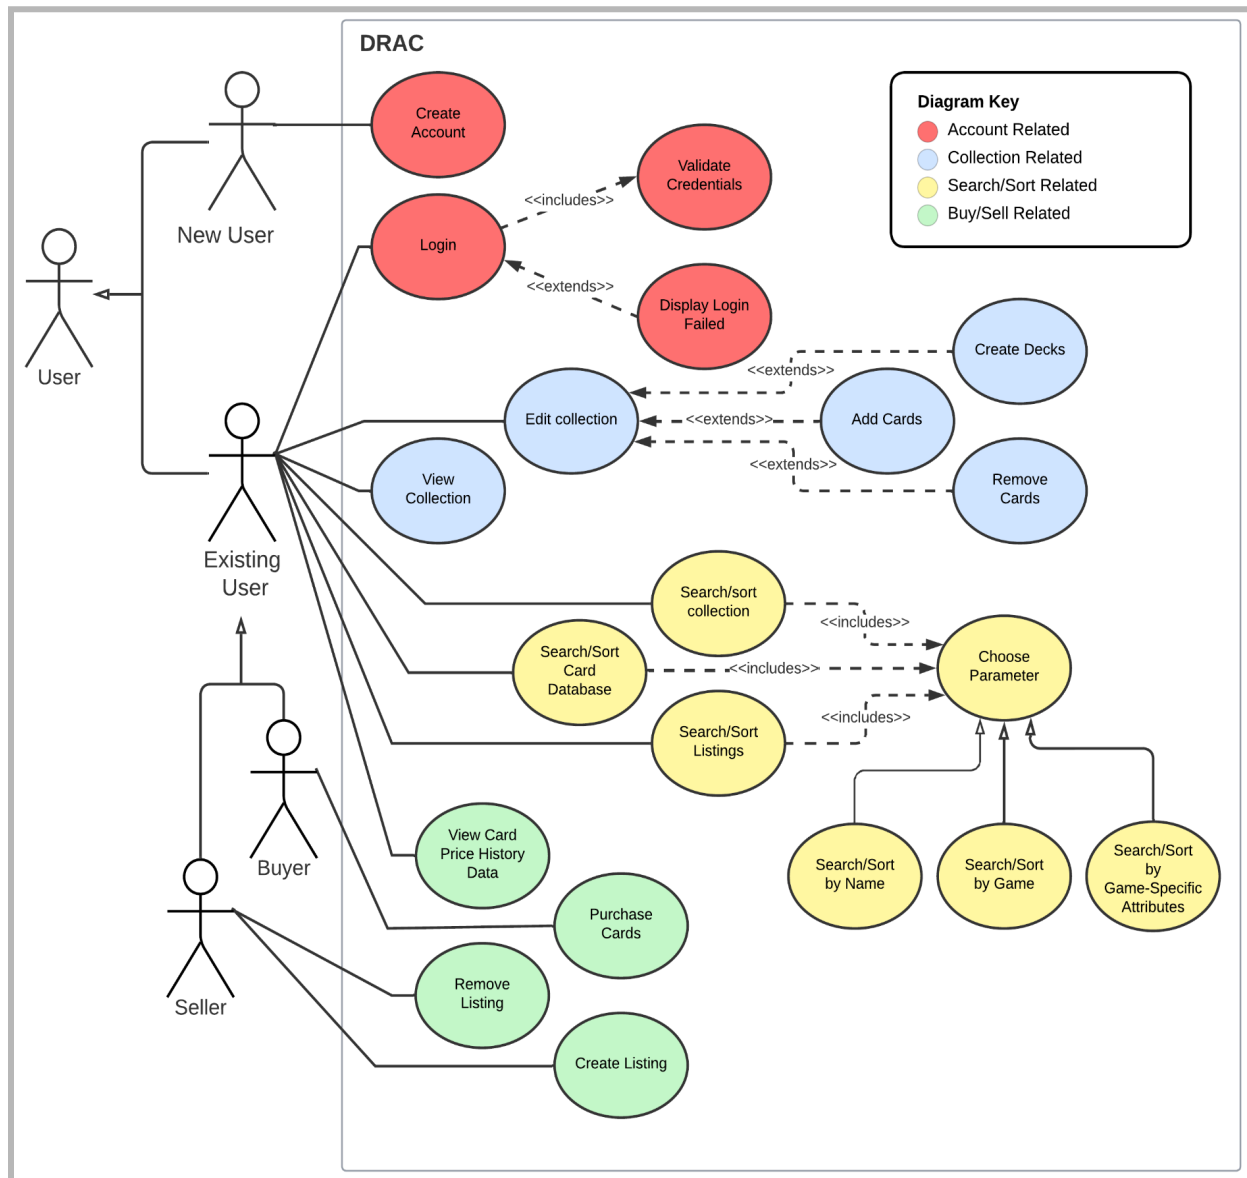 DRAC
Diagram Key
Account Related
Collection Related
Search/Sort Related
Buy/Sell Related
Create
Account
Validate
Credentials
<<includes>>
New User
Login
<<extends>>
Display Login
Failed
User
Create Decks
<<extends>>
Edit collection
<<extends>>
Add Cards
<<extends>>
View
Collection
Remove
Cards
Existing
User
Search/sort
collection
<<includes>>
Search/Sort
Card
Database
<<includes>>
Choose
Parameter
Search/Sort
Listings
<<includes>>
View Card
Price History
Data
Buyer
Search/Sort
by Name
Search/Sort
by Game
Search/Sort
by
Game-Specific
Attributes
Purchase
Cards
Remove
Listing
Seller
Create Listing